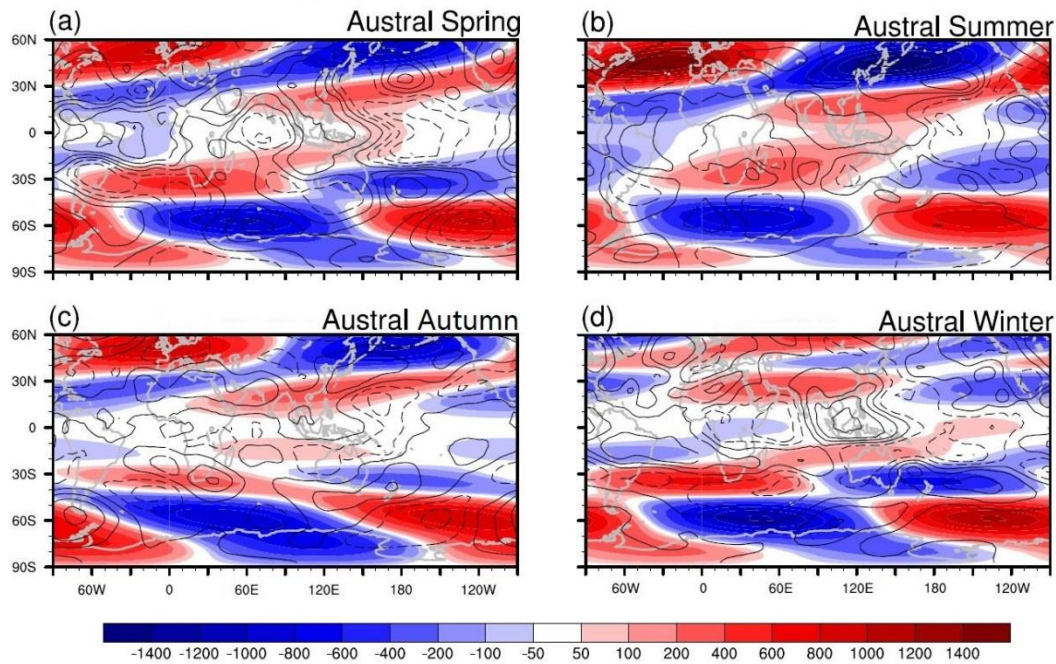 (a) Austral Spring
(b) Austral Summer
60N
30N
0
30S
60S
90S
(c) Austral Autumn
(d) Austral Winter
60N
30N
0
30S
60S
90S
60W 0 60E 120E 180 120W
60W 0 60E 120E 180 120W
-1400 -1000 -800 -600 -400 -200 -100 -50 50 100 200 400 600 800 1000 1200 1400